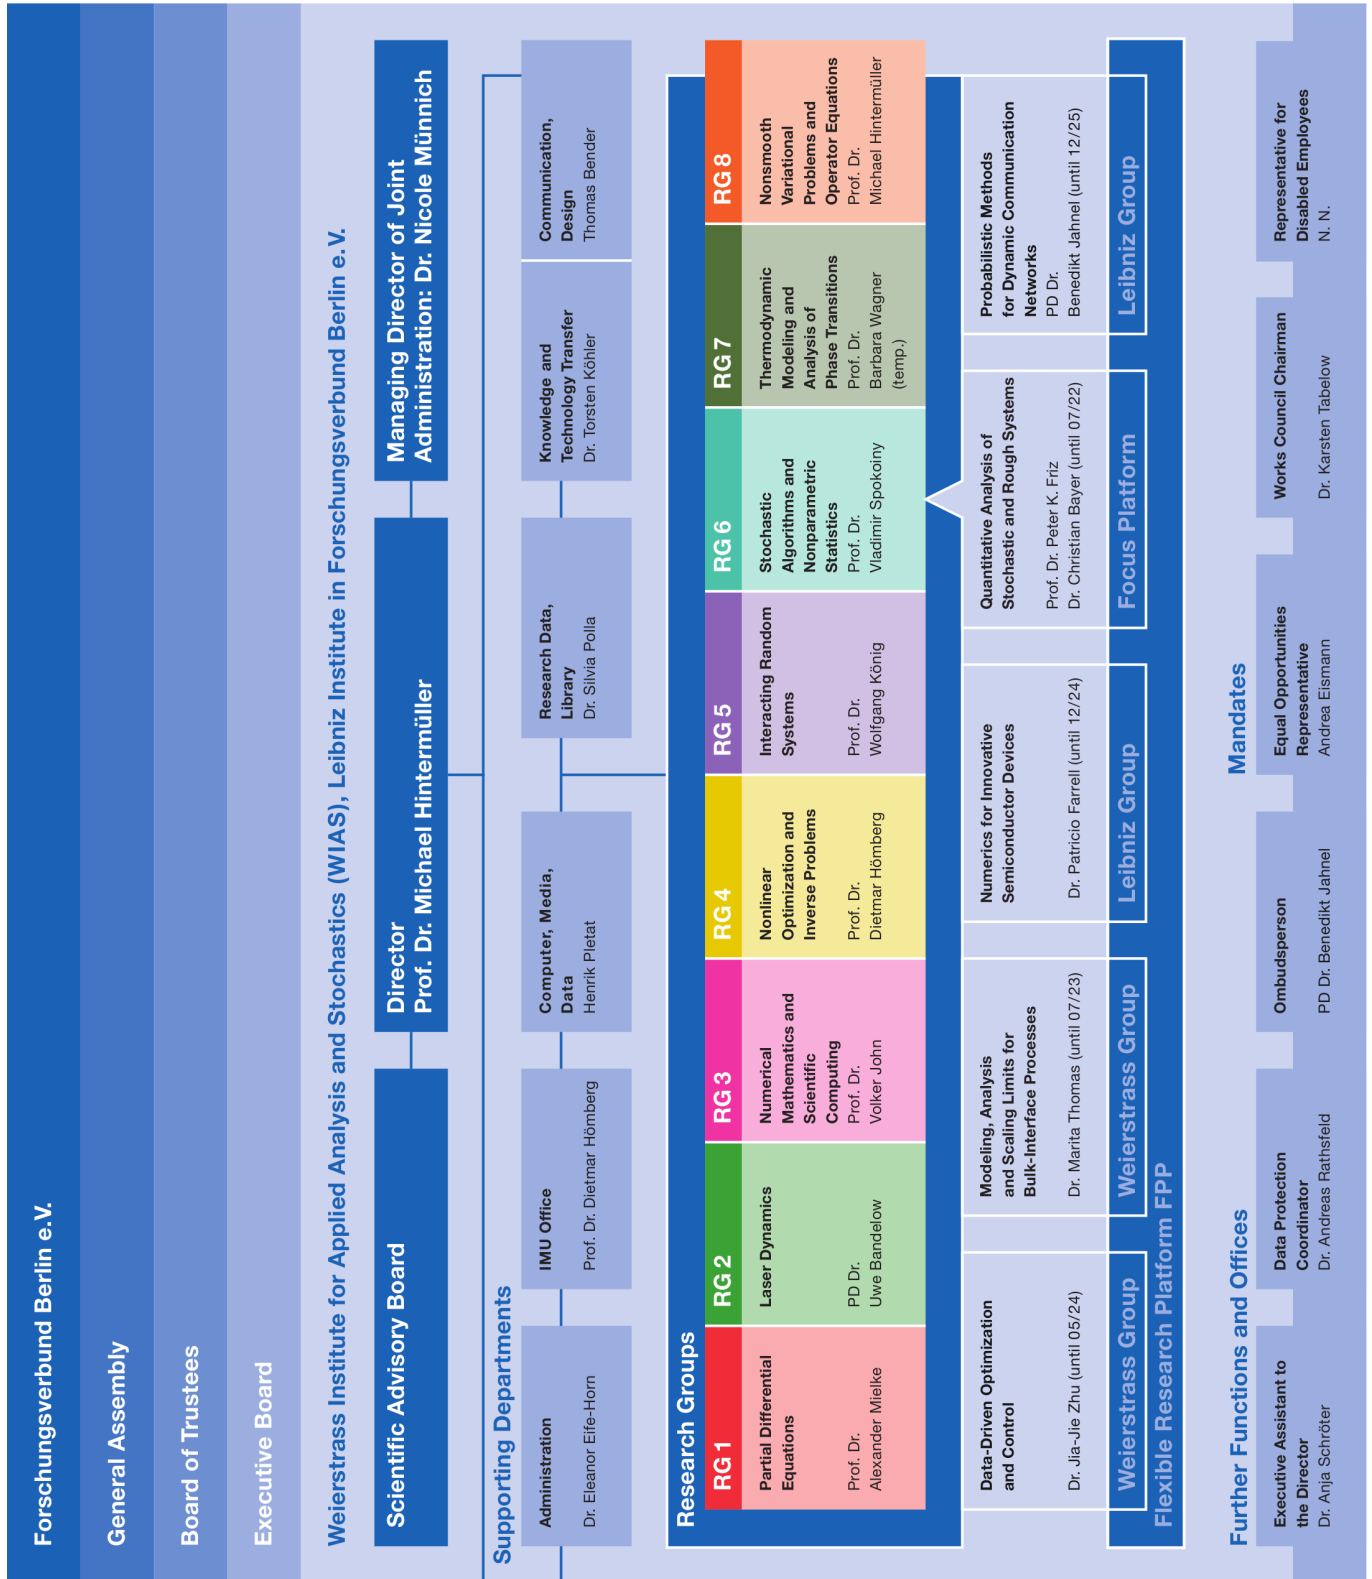 Forschungsverbund Berlin e.V.
General Assembly
Board of Trustees
Executive Board
Weierstrass Institute for Applied Analysis and Stochastics (WIAS), Leibniz Institute in Forschungsverbund Berlin e.V.
Scientific Advisory Board
Director
Prof. Dr. Michael Hintermüller
Managing Director of Joint
Administration: Dr. Nicole Münnich
Supporting Departments
Administration
Dr. Eleanor Eife-Horn
IMU Office
Prof. Dr. Dietmar Hömberg
Computer, Media,
Data
Henrik Pletat
Research Data,
Library
Dr. Silvia Polla
Knowledge and
Technology Transfer
Dr. Torsten Köhler
Communication,
Design
Thomas Bender
Research Groups
RG 1
Partial Differential
Equations
Prof. Dr.
Alexander Mielke
RG 2
Laser Dynamics
PD Dr.
Uwe Bandelow
RG 3
Numerical
Mathematics and
Scientific
Computing
Prof. Dr.
Volker John
RG 4
Nonlinear
Optimization and
Inverse Problems
Prof. Dr.
Dietmar Hömberg
RG 5
Interacting Random
Systems
Prof. Dr.
Wolfgang König
RG 6
Stochastic
Algorithms and
Nonparametric
Statistics
Prof. Dr.
Vladimir Spokoiny
RG 7
Thermodynamic
Modeling and
Analysis of
Phase Transitions
Prof. Dr.
Barbara Wagner
(temp.)
RG 8
Nonsmooth
Variational
Problems and
Operator Equations
Prof. Dr.
Michael Hintermüller
Data-Driven Optimization
and Control
Dr. Jia-Jie Zhu (until 05/24)
Weierstrass Group
Modeling, Analysis
and Scaling Limits for
Bulk-Interface Processes
Dr. Marita Thomas (until 07/23)
Weierstrass Group
Numerics for Innovative
Semiconductor Devices
Dr. Patricio Farrell (until 12/24)
Leibniz Group
Quantitative Analysis of
Stochastic and Rough Systems
Prof. Dr. Peter K. Friz
Dr. Christian Bayer (until 07/22)
Focus Platform
Probabilistic Methods
for Dynamic Communication
Networks
PD Dr.
Benedikt Jahnel (until 12/25)
Leibniz Group
Flexible Research Platform FPP
Further Functions and Offices
Mandates
Executive Assistant to
the Director
Dr. Anja Schröter
Data Protection
Coordinator
Dr. Andreas Rathsfeld
Ombudsperson
PD Dr. Benedikt Jahnel
Equal Opportunities
Representative
Andrea Eismann
Works Council Chairman
Dr. Karsten Tabelow
Representative for
Disabled Employees
N. N.